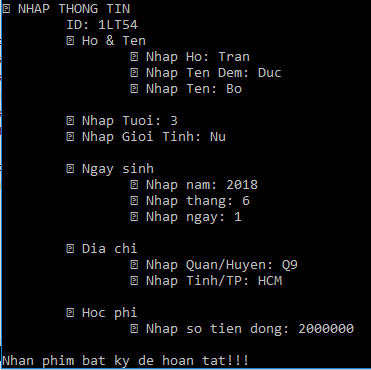 NHAP THONG TIN
ID: 1LT54
Ho & Ten
Nhap Ho: Tran
Nhap Ten Dem: Duc
Nhap Ten: Bo
Nhap Tuoi: 3
Nhap Gioi Tinh: Nu
Ngay sinh
Nhap nam: 2018
Nhap thang: 6
Nhap ngay: 1
Dia chi
Nhap Quan/Huyen: Q9
Nhap Tinh/TP: HCM
Hoc phi
Nhap so tien dong: 2000000
Nhan phim bat ky de hoan tat!!!